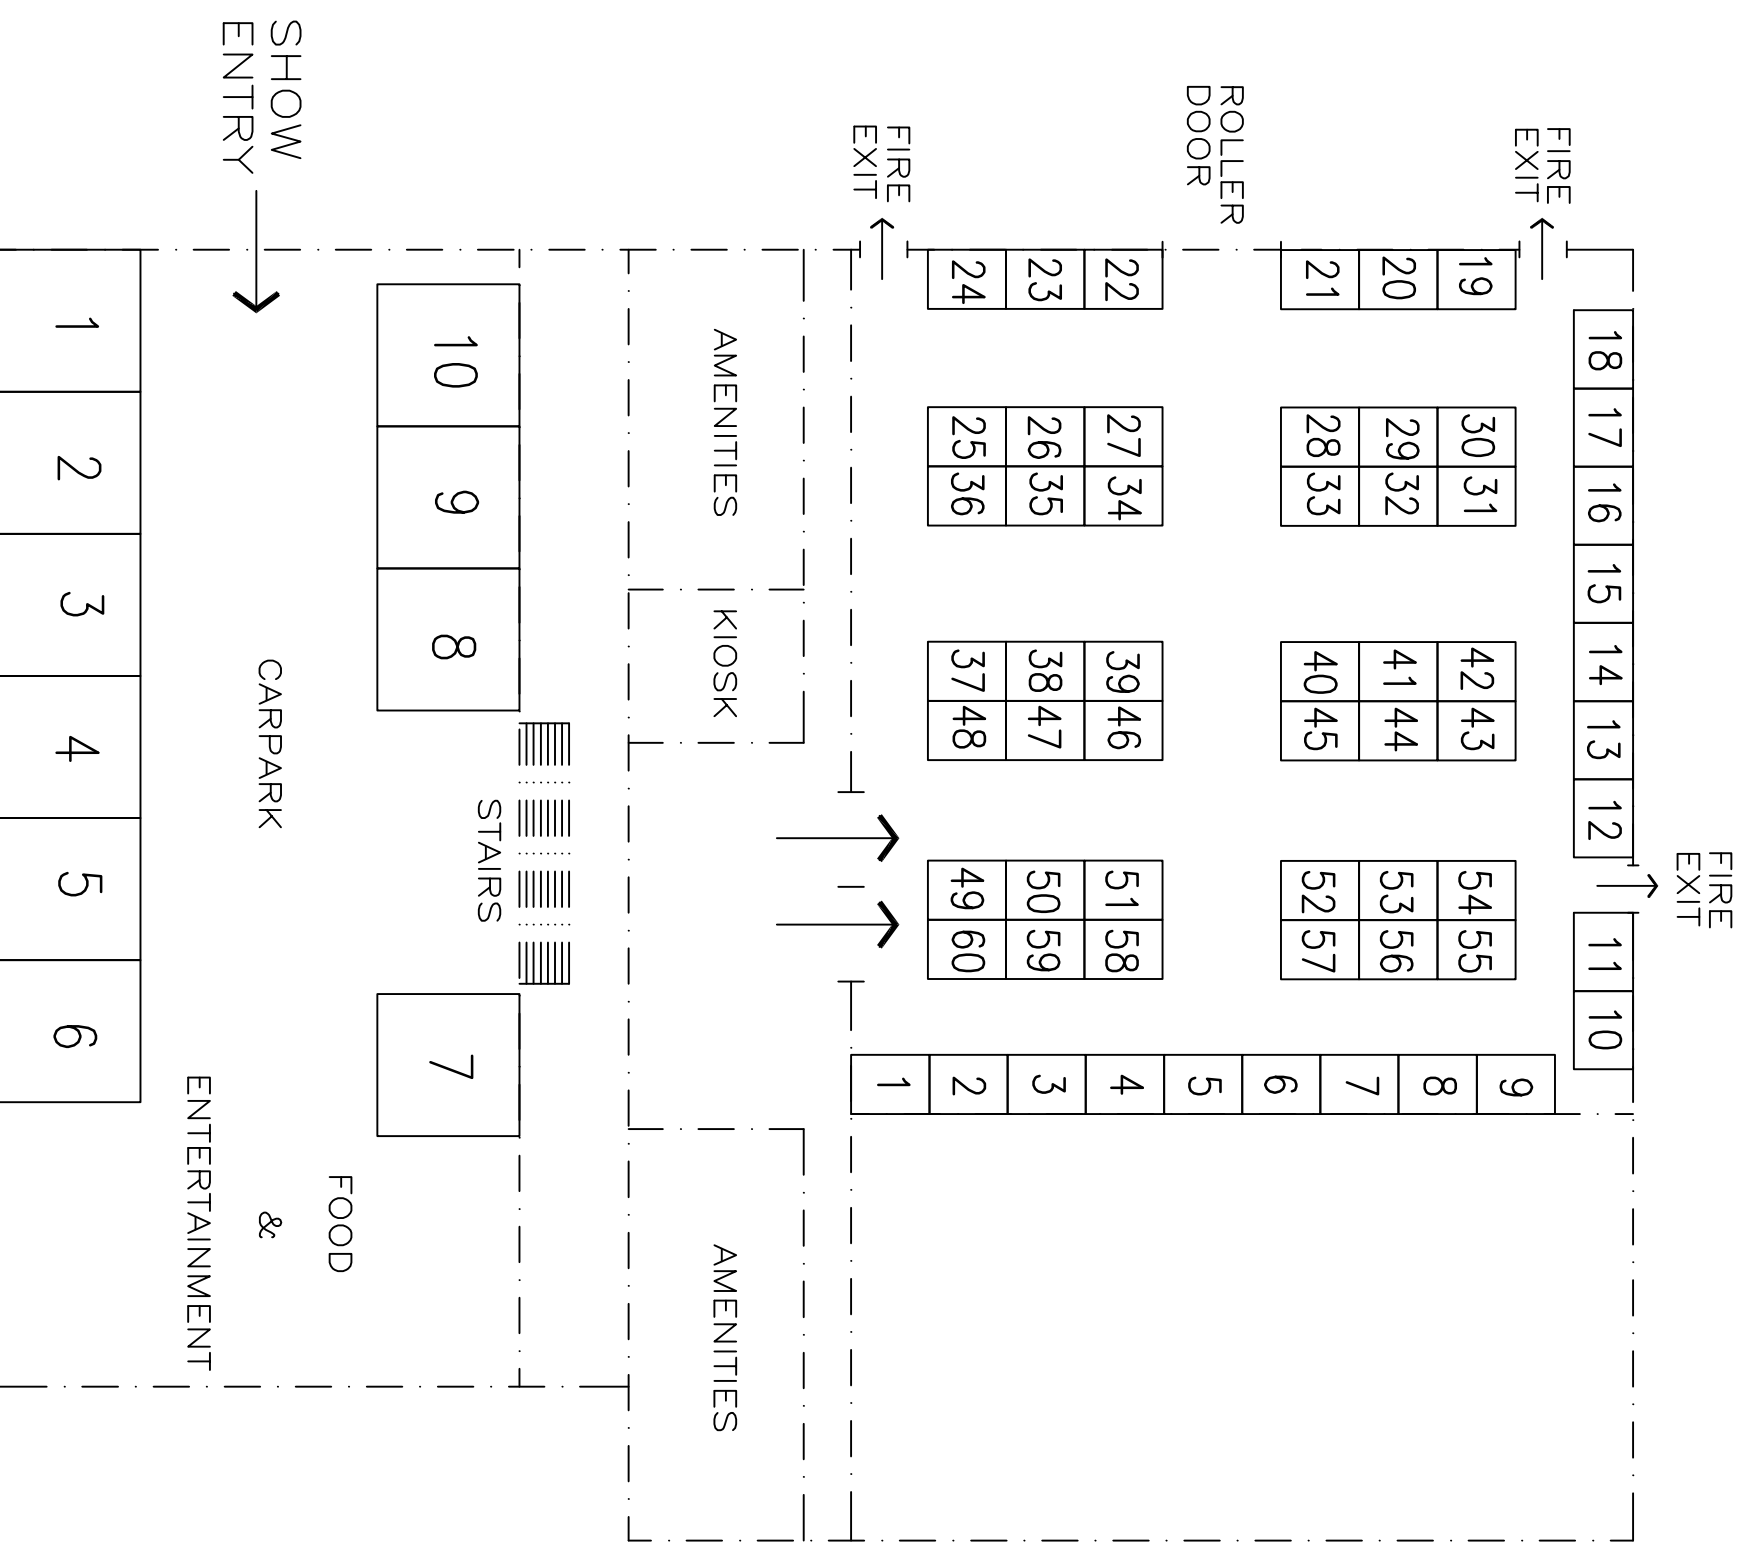 FIRE
EXIT
18 17 16 15 14 13 12 11 10
FIRE
EXIT
19 30 31 42 43 54 55 9
20 29 32 41 44 53 56 8
21 28 33 40 45 52 57 7
6
ROLLER
DOOR
5
22 27 34 39 46 51 58 4
23 26 35 38 47 50 59 3
24 25 36 37 48 49 60 2
FIRE
EXIT
1
AMENITIES KIOSK AMENITIES
STAIRS
10 9 8 7
SHOW
ENTRY
CARPARK
FOOD
&
ENTERTAINMENT
1 2 3 4 5 6